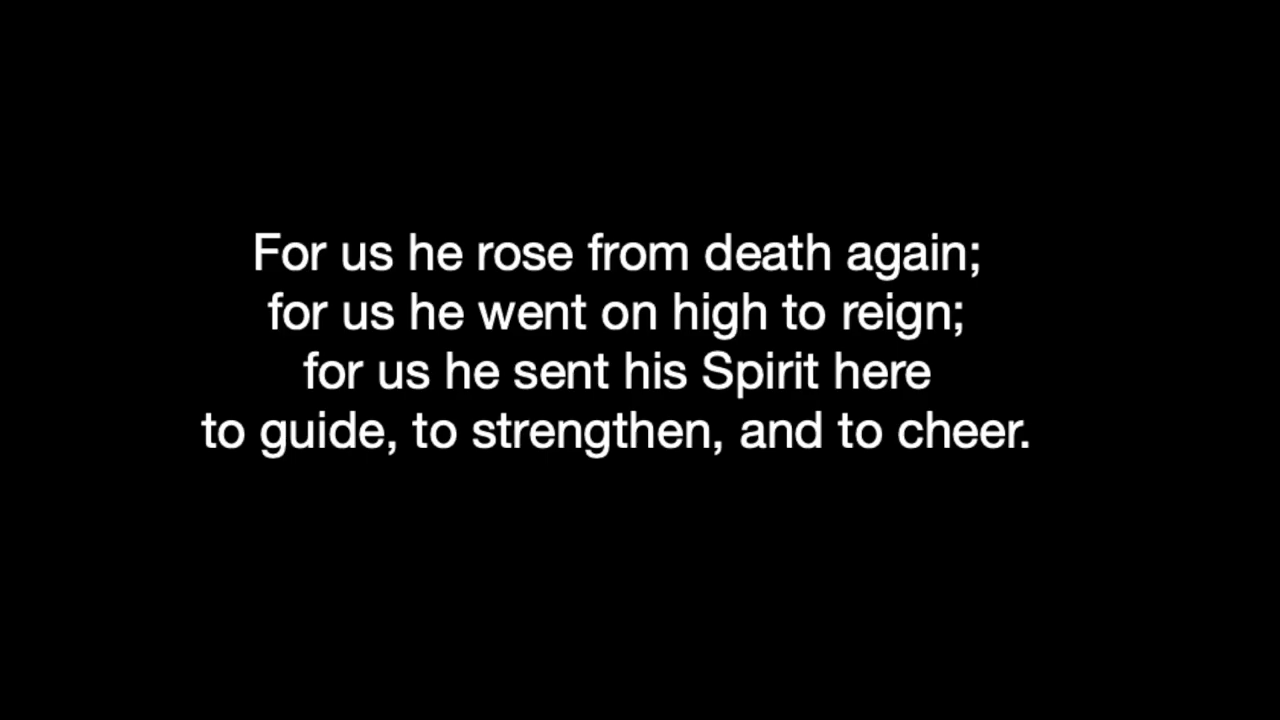 For us he rose from death again;
for us he went on high to reign;
for us he sent his Spirit here
to guide, to strengthen, and to cheer.